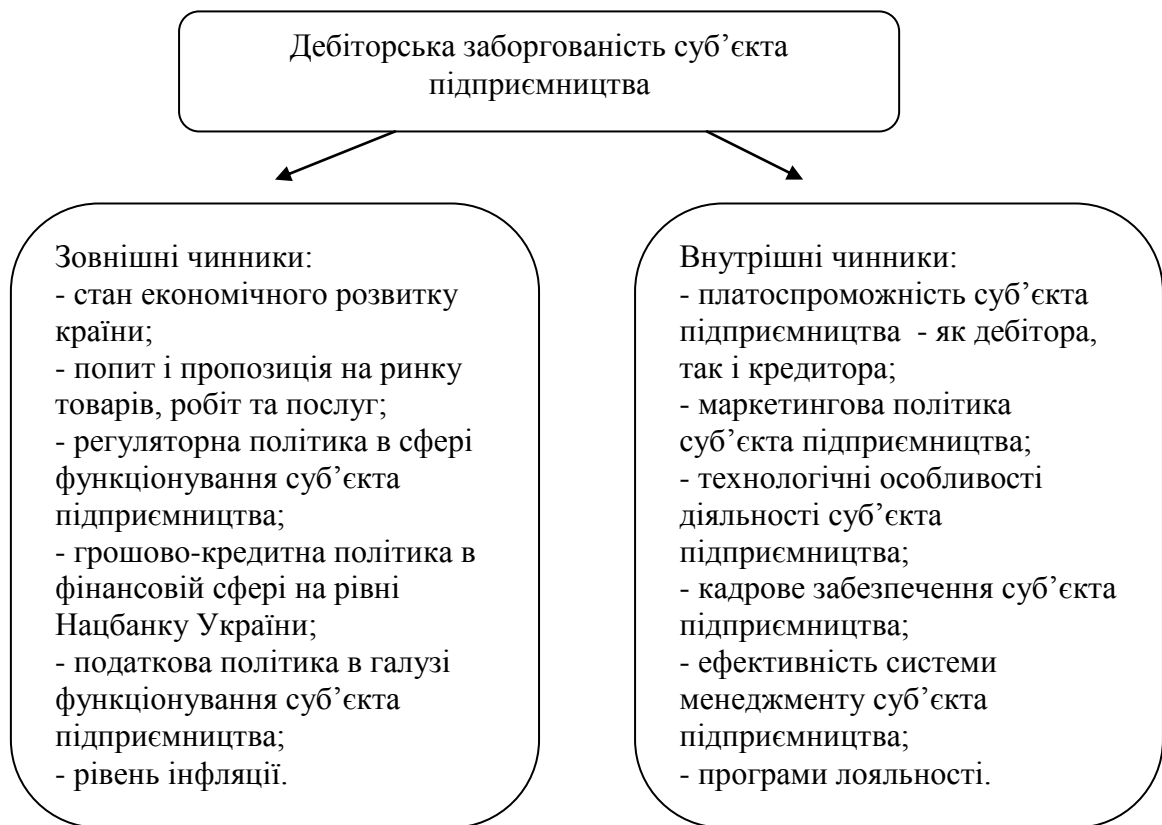 Дебіторська заборгованість суб’єкта
підприємництва
Зовнішні чинники:
- стан економічного розвитку
країни;
- попит і пропозиція на ринку
товарів, робіт та послуг;
- регуляторна політика в сфері
функціонування суб’єкта
підприємництва;
- грошово-кредитна політика в
фінансовій сфері на рівні
Нацбанку України;
- податкова політика в галузі
функціонування суб’єкта
підприємництва;
- рівень інфляції.
Внутрішні чинники:
- платоспроможність суб’єкта
підприємництва  - як дебітора,
так і кредитора;
- маркетингова політика
суб’єкта підприємництва;
- технологічні особливості
діяльності суб’єкта
підприємництва;
- кадрове забезпечення суб’єкта
підприємництва;
- ефективність системи
менеджменту суб’єкта
підприємництва;
- програми лояльності.